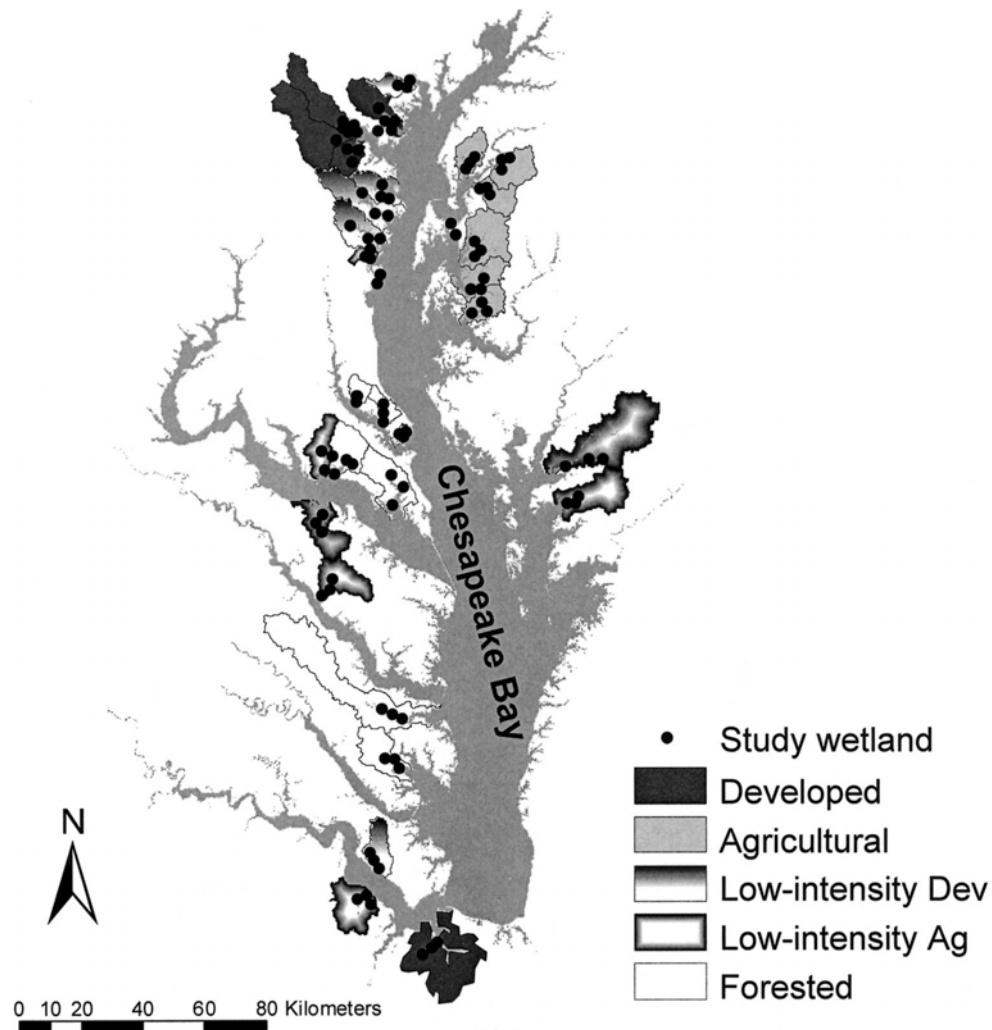 Chesapeake Bay
Study wetland
Developed
Agricultural
Low-intensity Dev
Low-intensity Ag
Forested
N
0 10 20 40 60 80 Kilometers